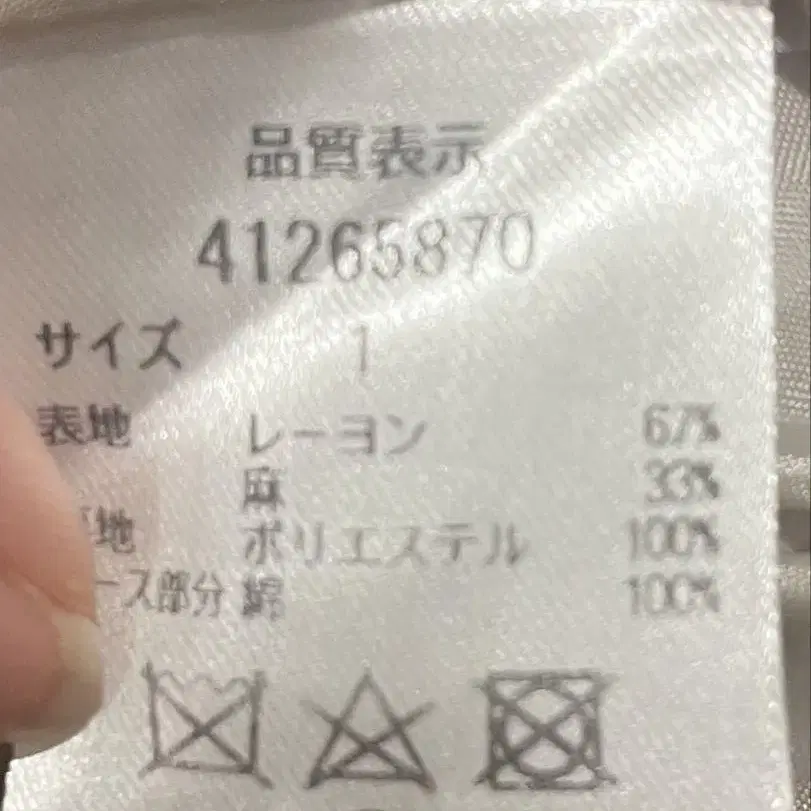 品質表示
41265870
サイズ 1
表地 レーヨン 67%
麻 33%
地 ポリエステル 100%
ース部分 綿 100%